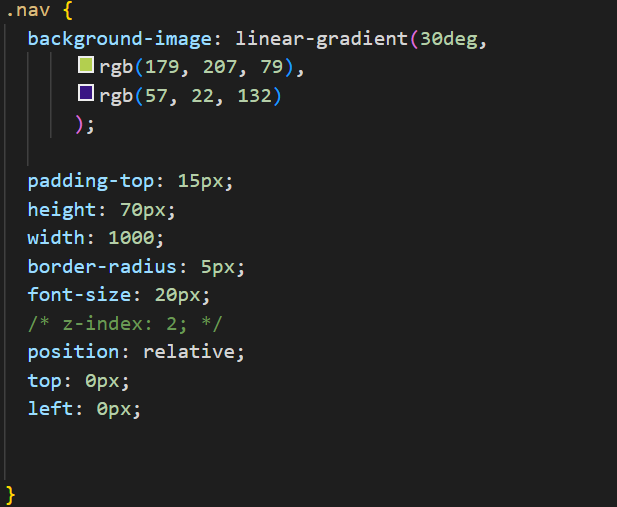 .nav {
background-image: linear-gradient(30deg,
rgb(179, 207, 79),
rgb(57, 22, 132)
);
padding-top: 15px;
height: 70px;
width: 1000;
border-radius: 5px;
font-size: 20px;
/* z-index: 2; */
position: relative;
top: 0px;
left: 0px;
}